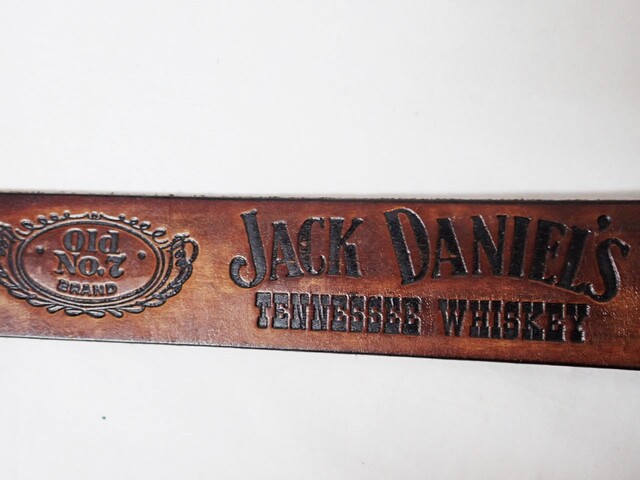 Old
No.7
BRAND
JACK DANIEL'S
TENNESSEE WHISKEY